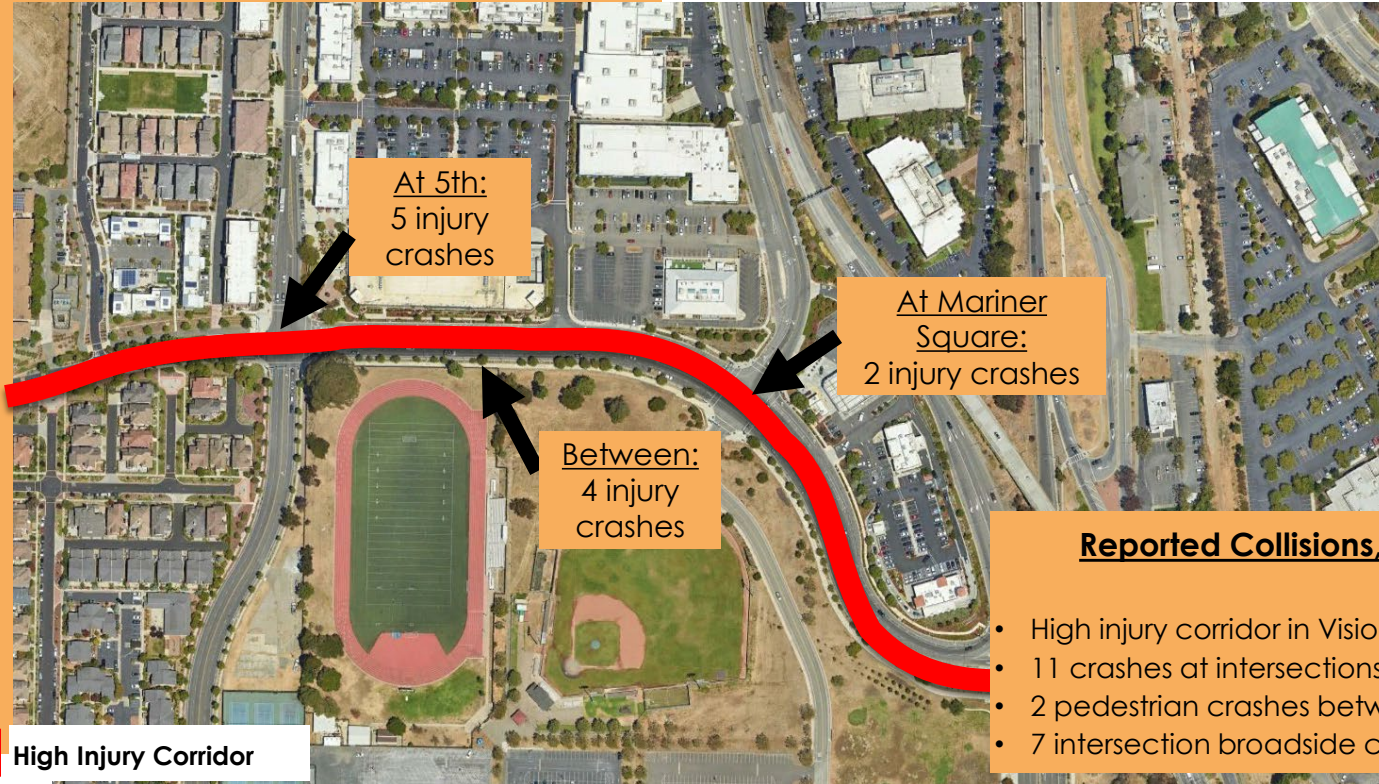 At 5th:
5 injury
crashes
At Mariner
Square:
2 injury crashes
Between:
4 injury
crashes
Reported Collisions,
• High injury corridor in Visio
• 11 crashes at intersections
• 2 pedestrian crashes betw
• 7 intersection broadside c
High Injury Corridor